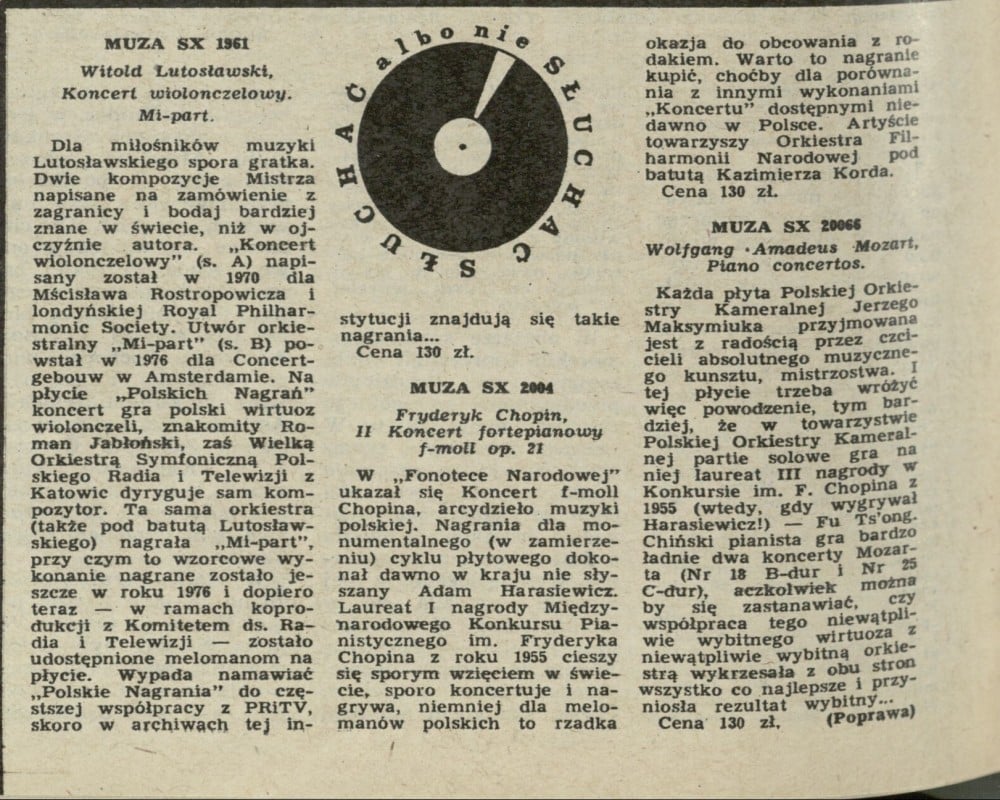 MUZA SX 1961
Witold Lutosławski,
Koncert wiolonczelowy.
Mi-part.
Dla miłośników muzyki
Lutosławskiego spora gratka.
Dwie kompozycje Mistrza
napisane na zamówienie z
zagranicy i bodaj bardziej
znane w świecie, niż w oj-
czyźnie autora. „Koncert
wiolonczelowy” (s. A) napi-
sany został w 1970 dla
Mścisława Rostropowicza i
londyńskiej Royal Philhar-
monic Society. Utwór orkie-
stralny „Mi-part” (s. B) po-
wstał w 1976 dla Concert-
gebouw w Amsterdamie. Na
płycie „Polskich Nagrań”
koncert gra polski wirtuoz
wiolonczeli, znakomity Ro-
man Jabłoński, zaś Wielką
Orkiestrą Symfoniczną Pol-
skiego Radia i Telewizji z
Katowic dyryguje sam kom-
pozytor. Ta sama orkiestra
(także pod batutą Lutosław-
skiego) nagrała „Mi-part”,
przy czym to wzorcowe wy-
konanie nagrane zostało je-
szcze w roku 1976 i dopiero
teraz — w ramach kopro-
dukcji z Komitetem ds. Ra-
dia i Telewizji — zostało
udostępnione melomanom na
płycie. Wypada namawiać
„Polskie Nagrania” do czę-
stszej współpracy z PRiTV,
skoro w archiwach tej in-
SŁUCHAĆ albo nie SŁUCHAĆ
stytucji znajdują się takie
nagrania...
Cena 130 zł.
MUZA SX 2004
Fryderyk Chopin,
II Koncert fortepianowy
f-moll op. 21
W „Fonotece Narodowej”
ukazał się Koncert f-moll
Chopina, arcydzieło muzyki
polskiej. Nagrania dla mo-
numentalnego (w zamierze-
niu) cyklu płytowego doko-
nał dawno w kraju nie sły-
szany Adam Harasiewicz.
Laureat I nagrody Między-
narodowego Konkursu Pia-
nistycznego im. Fryderyka
Chopina z roku 1955 cieszy
się sporym wzięciem w świe-
cie, sporo koncertuje i na-
grywa, niemniej dla melo-
manów polskich to rzadka
okazja do obcowania z ro-
dakiem. Warto to nagranie
kupić, choćby dla porówna-
nia z innymi wykonaniami
„Koncertu” dostępnymi nie-
dawno w Polsce. Artyście
towarzyszy Orkiestra Fil-
harmonii Narodowej pod
batutą Kazimierza Korda.
Cena 130 zł.
MUZA SX 20066
Wolfgang Amadeus Mozart,
Piano concertos.
Każda płyta Polskiej Orkie-
stry Kameralnej Jerzego
Maksymiuka przyjmowana
jest z radością przez czci-
cieli absolutnego muzyczne-
go kunsztu, mistrzostwa. I
tej płycie trzeba wróżyć
więc powodzenie, tym bar-
dziej, że w towarzystwie
Polskiej Orkiestry Kameral-
nej partie solowe gra na
niej laureat III nagrody w
Konkursie im. F. Chopina z
1955 (wtedy, gdy wygrywał
Harasiewicz!) — Fu Ts'ong.
Chiński pianista gra bardzo
ładnie dwa koncerty Mozar-
ta (Nr 18 B-dur i Nr 25
C-dur), aczkolwiek można
by się zastanawiać, czy
współpraca tego niewątpli-
wie wybitnego wirtuoza z
niewątpliwie wybitną orkie-
strą wykrzesała z obu stron
wszystko co najlepsze i przy-
niosła rezultat wybitny...
Cena 130 zł. (Poprawa)